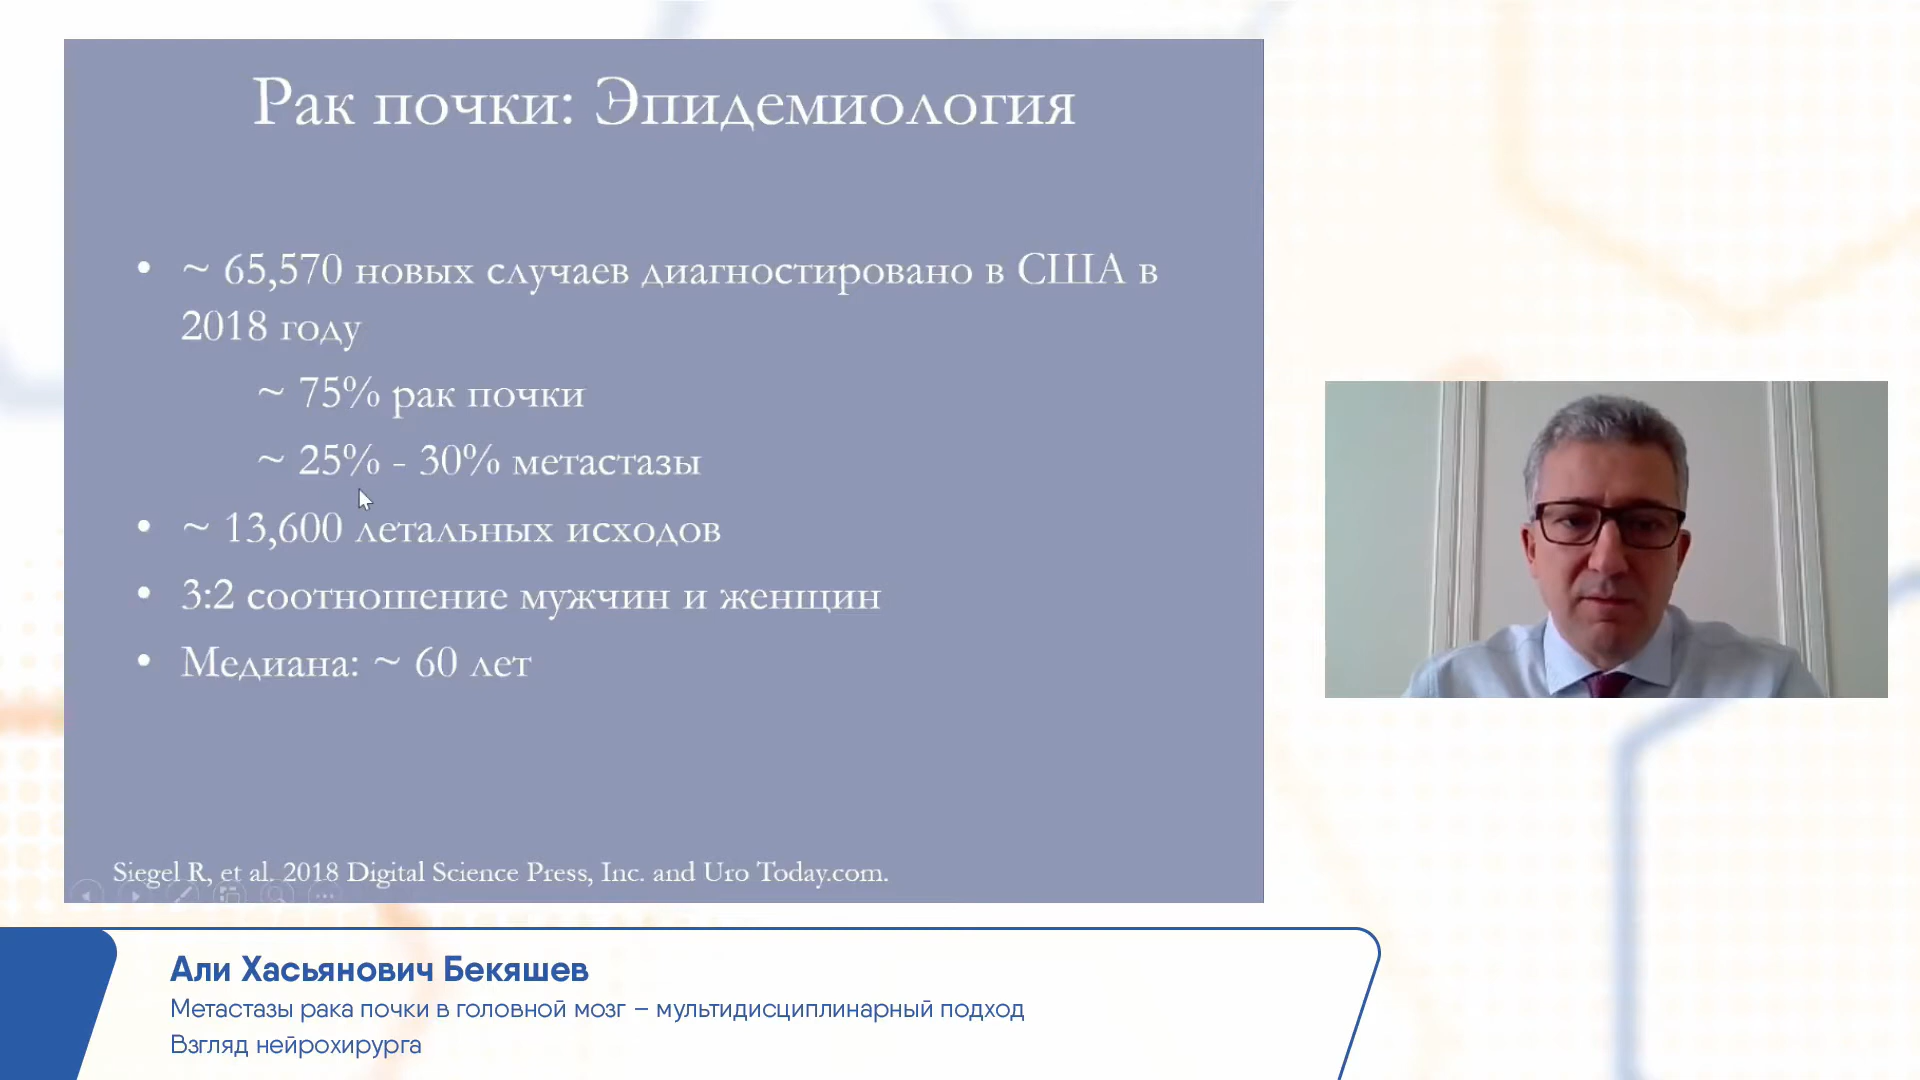 Рак почки: Эпидемиология
• ~ 65,570 новых случаев диагностировано в США в
2018 году
~ 75% рак почки
~ 25% - 30% метастазы
• ~ 13,600 летальных исходов
• 3:2 соотношение мужчин и женщин
• Медиана: ~ 60 лет
Siegel R, et al. 2018 Digital Science Press, Inc. and Uro Today.com.
Али Хасьянович Бекяшев
Метастазы рака почки в головной мозг – мультидисциплинарный подход
Взгляд нейрохирурга